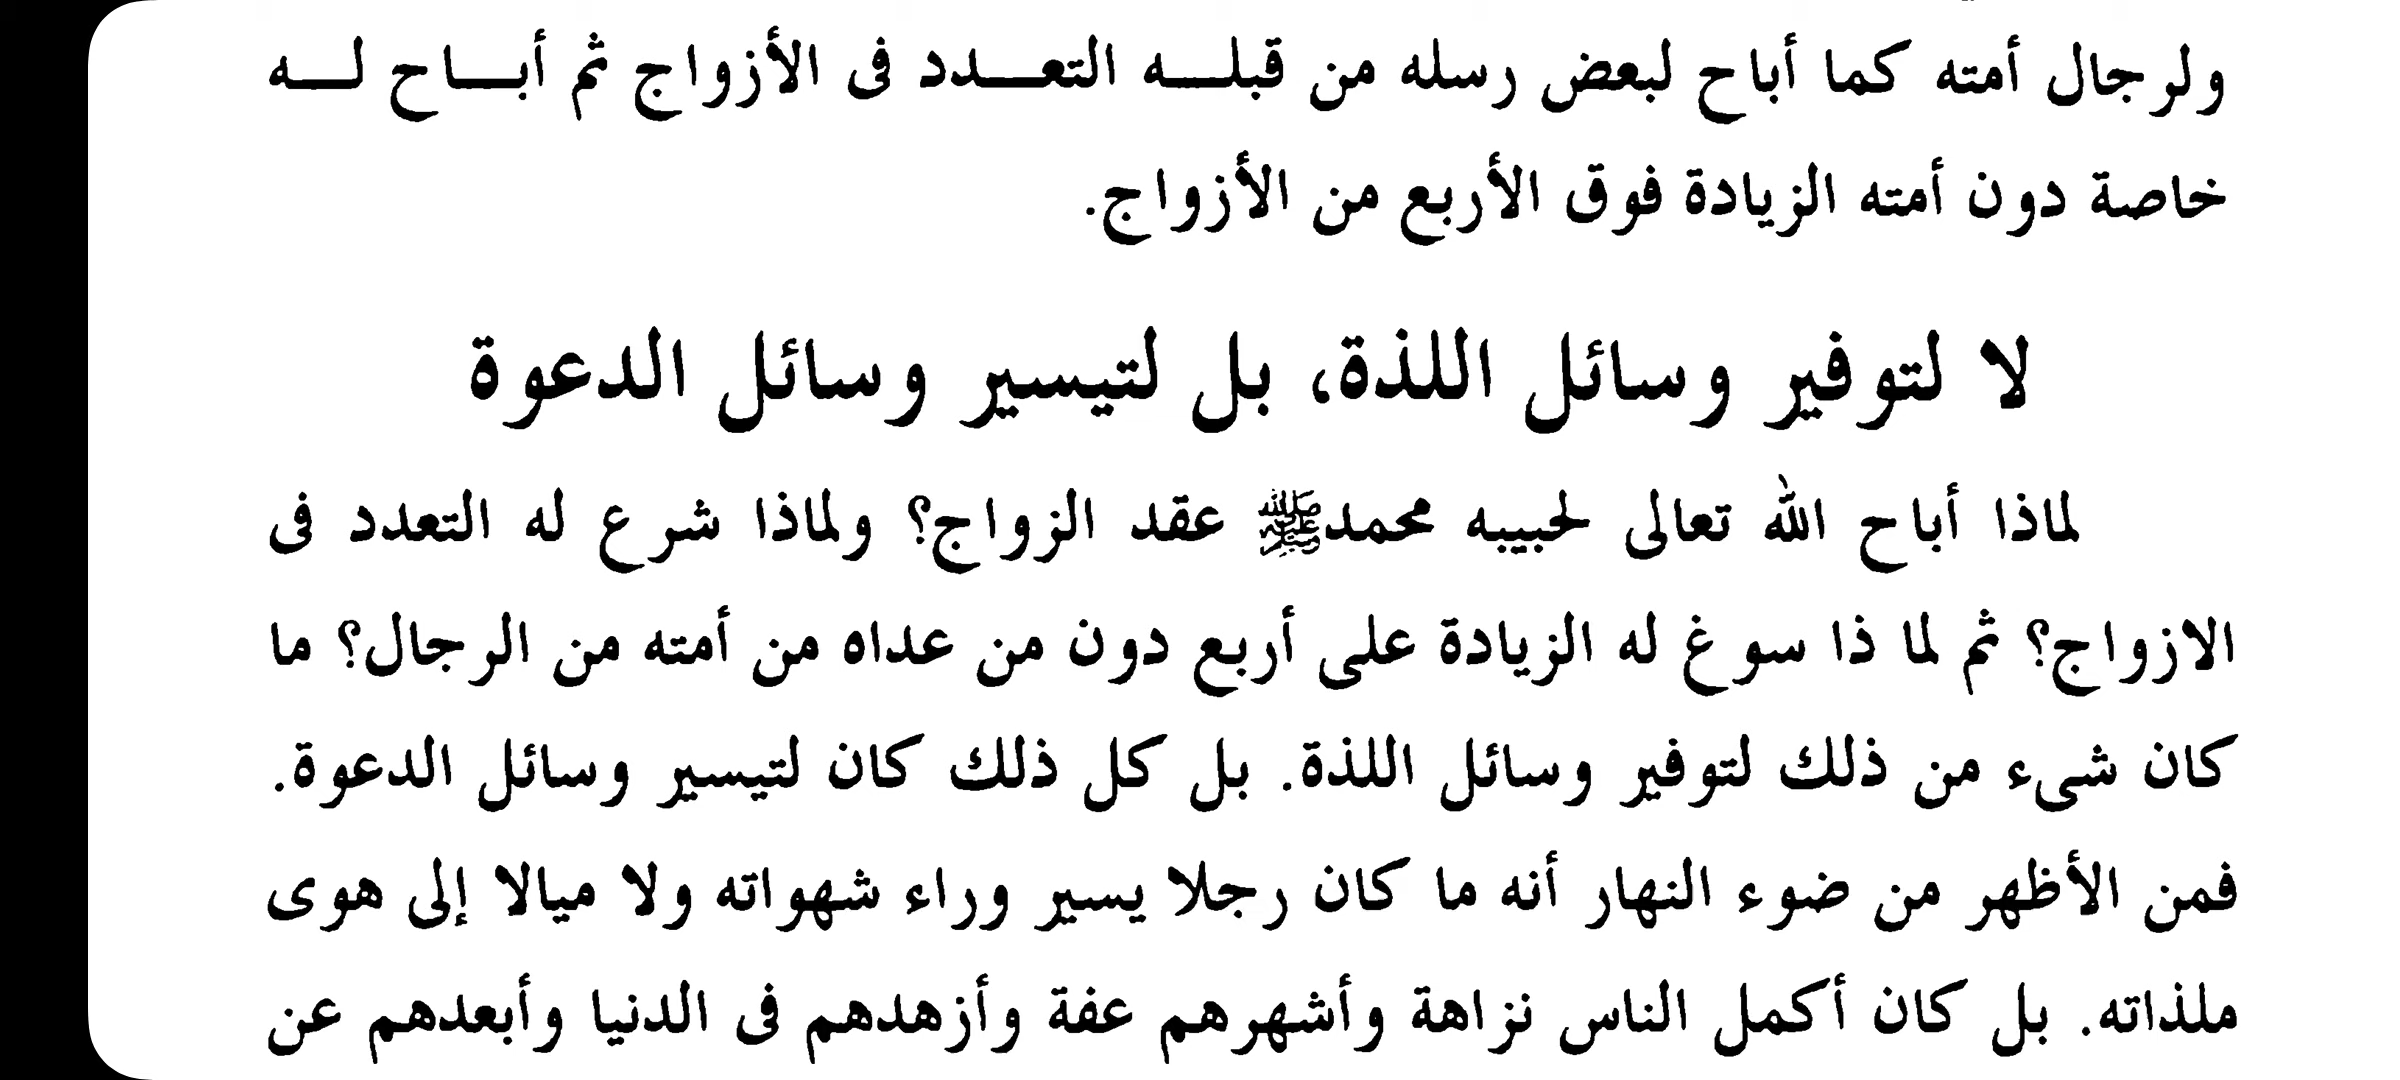 ولرجال أمته كما أباح لبعض رسله من قبله التعدد فى الأزواج ثم أباح له
خاصة دون أمته الزيادة فوق الأربع من الأزواج.
لا لتوفير وسائل اللذة، بل لتيسير وسائل الدعوة
لماذا أباح الله تعالى لحبيبه محمدﷺ عقد الزواج؟ ولماذا شرع له التعدد فى
الازواج؟ ثم لما ذا سوغ له الزيادة على أربع دون من عداه من أمته من الرجال؟ ما
كان شىء من ذلك لتوفير وسائل اللذة. بل كل ذلك كان لتيسير وسائل الدعوة.
فمن الأظهر من ضوء النهار أنه ما كان رجلا يسير وراء شهواته ولا ميالا إلى هوى
ملذاته. بل كان أكمل الناس نزاهة وأشهرهم عفة وأزهدهم فى الدنيا وأبعدهم عن